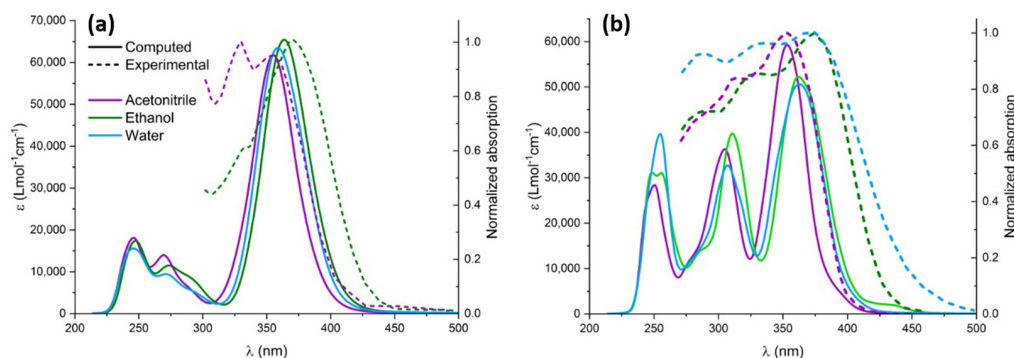 (a)
70,000
60,000
50,000
40,000
30,000
20,000
10,000
0
ε (Lmol⁻¹cm⁻¹)
Computed
Experimental
Acetonitrile
Ethanol
Water
1.0
0.8
0.6
0.4
0.2
0.0
Normalized absorption
200 250 300 350 400 450 500
λ (nm)
(b)
60,000
50,000
40,000
30,000
20,000
10,000
0
ε (Lmol⁻¹cm⁻¹)
1.0
0.8
0.6
0.4
0.2
0.0
Normalized absorption
200 250 300 350 400 450 500
λ (nm)